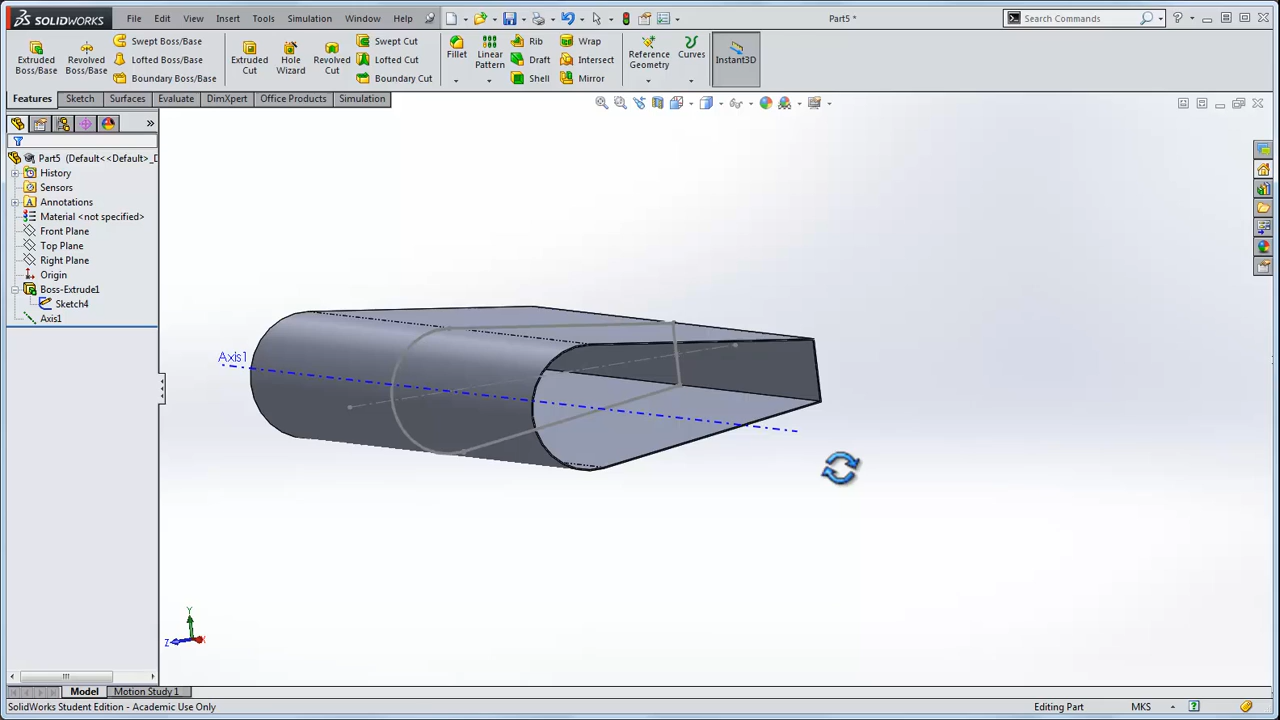 SOLIDWORKS File Edit View Insert Tools Simulation Window Help Part5 * Search Commands
Extruded Boss/Base
Revolved Boss/Base
Swept Boss/Base
Lofted Boss/Base
Boundary Boss/Base
Extruded Cut
Hole Wizard
Revolved Cut
Swept Cut
Lofted Cut
Boundary Cut
Fillet
Linear Pattern
Rib
Draft
Shell
Wrap
Intersect
Mirror
Reference Geometry
Curves
Instant3D
Features Sketch Surfaces Evaluate DimXpert Office Products Simulation
Part5 (Default<<Default>_D
History
Sensors
Annotations
Material <not specified>
Front Plane
Top Plane
Right Plane
Origin
Boss-Extrude1
Sketch4
Axis1
Axis1
Y
Z
X
Model Motion Study 1
SolidWorks Student Edition - Academic Use Only Editing Part MKS